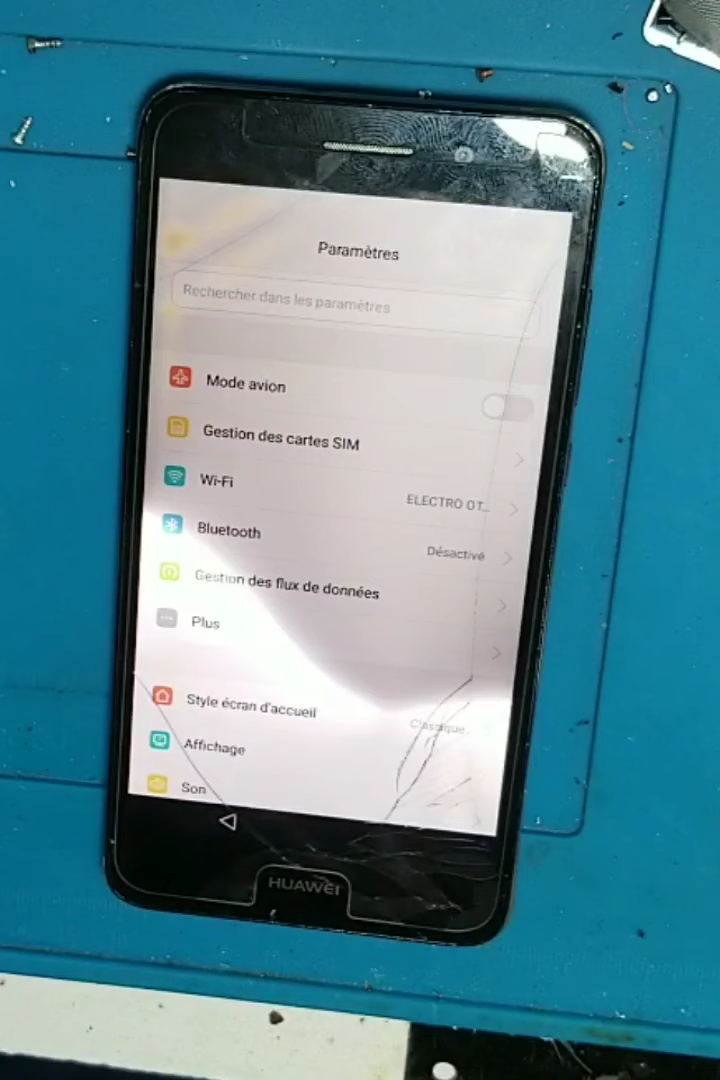 Paramètres
Rechercher dans les paramètres
Mode avion
Gestion des cartes SIM
Wi-Fi
ELECTRO OT...
Bluetooth
Désactivé
Gestion des flux de données
Plus
Style écran d'accueil
Classique
Affichage
Son
HUAWEI